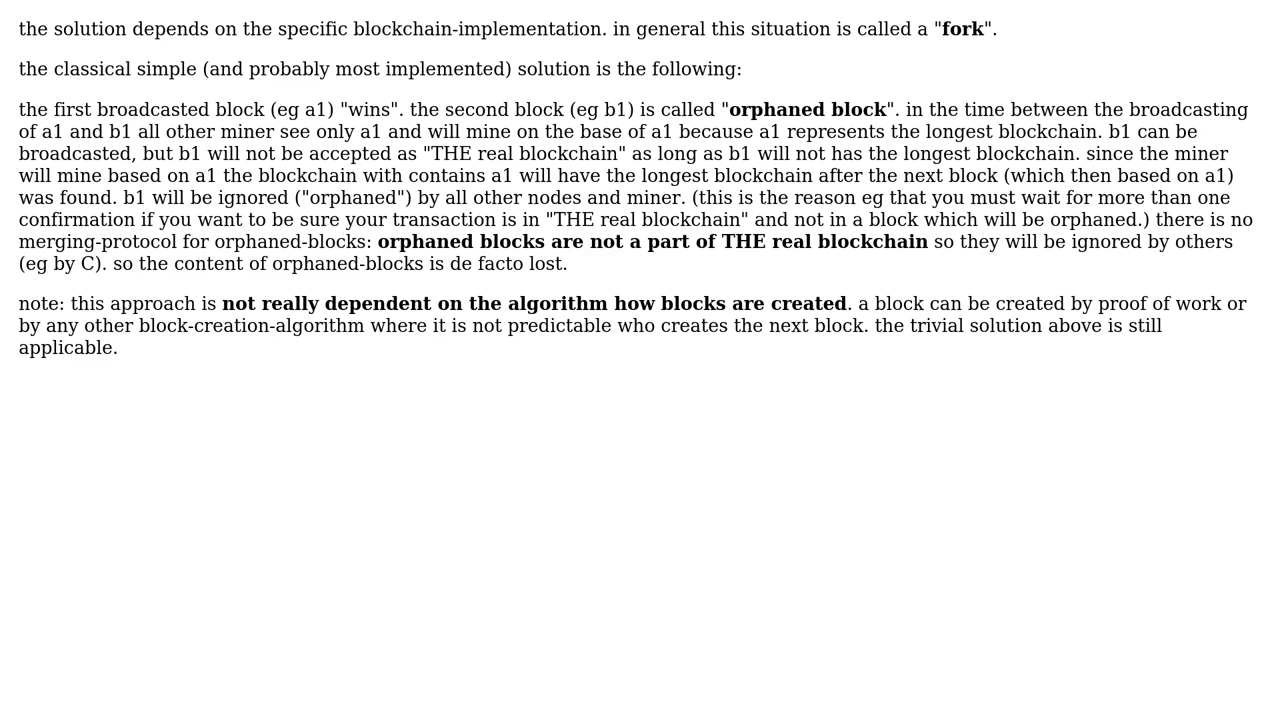 the solution depends on the specific blockchain-implementation. in general this situation is called a "fork".
the classical simple (and probably most implemented) solution is the following:
the first broadcasted block (eg a1) "wins". the second block (eg b1) is called "orphaned block". in the time between the broadcasting
of a1 and b1 all other miner see only a1 and will mine on the base of a1 because a1 represents the longest blockchain. b1 can be
broadcasted, but b1 will not be accepted as "THE real blockchain" as long as b1 will not has the longest blockchain. since the miner
will mine based on a1 the blockchain with contains a1 will have the longest blockchain after the next block (which then based on a1)
was found. b1 will be ignored ("orphaned") by all other nodes and miner. (this is the reason eg that you must wait for more than one
confirmation if you want to be sure your transaction is in "THE real blockchain" and not in a block which will be orphaned.) there is no
merging-protocol for orphaned-blocks: orphaned blocks are not a part of THE real blockchain so they will be ignored by others
(eg by C). so the content of orphaned-blocks is de facto lost.
note: this approach is not really dependent on the algorithm how blocks are created. a block can be created by proof of work or
by any other block-creation-algorithm where it is not predictable who creates the next block. the trivial solution above is still
applicable.